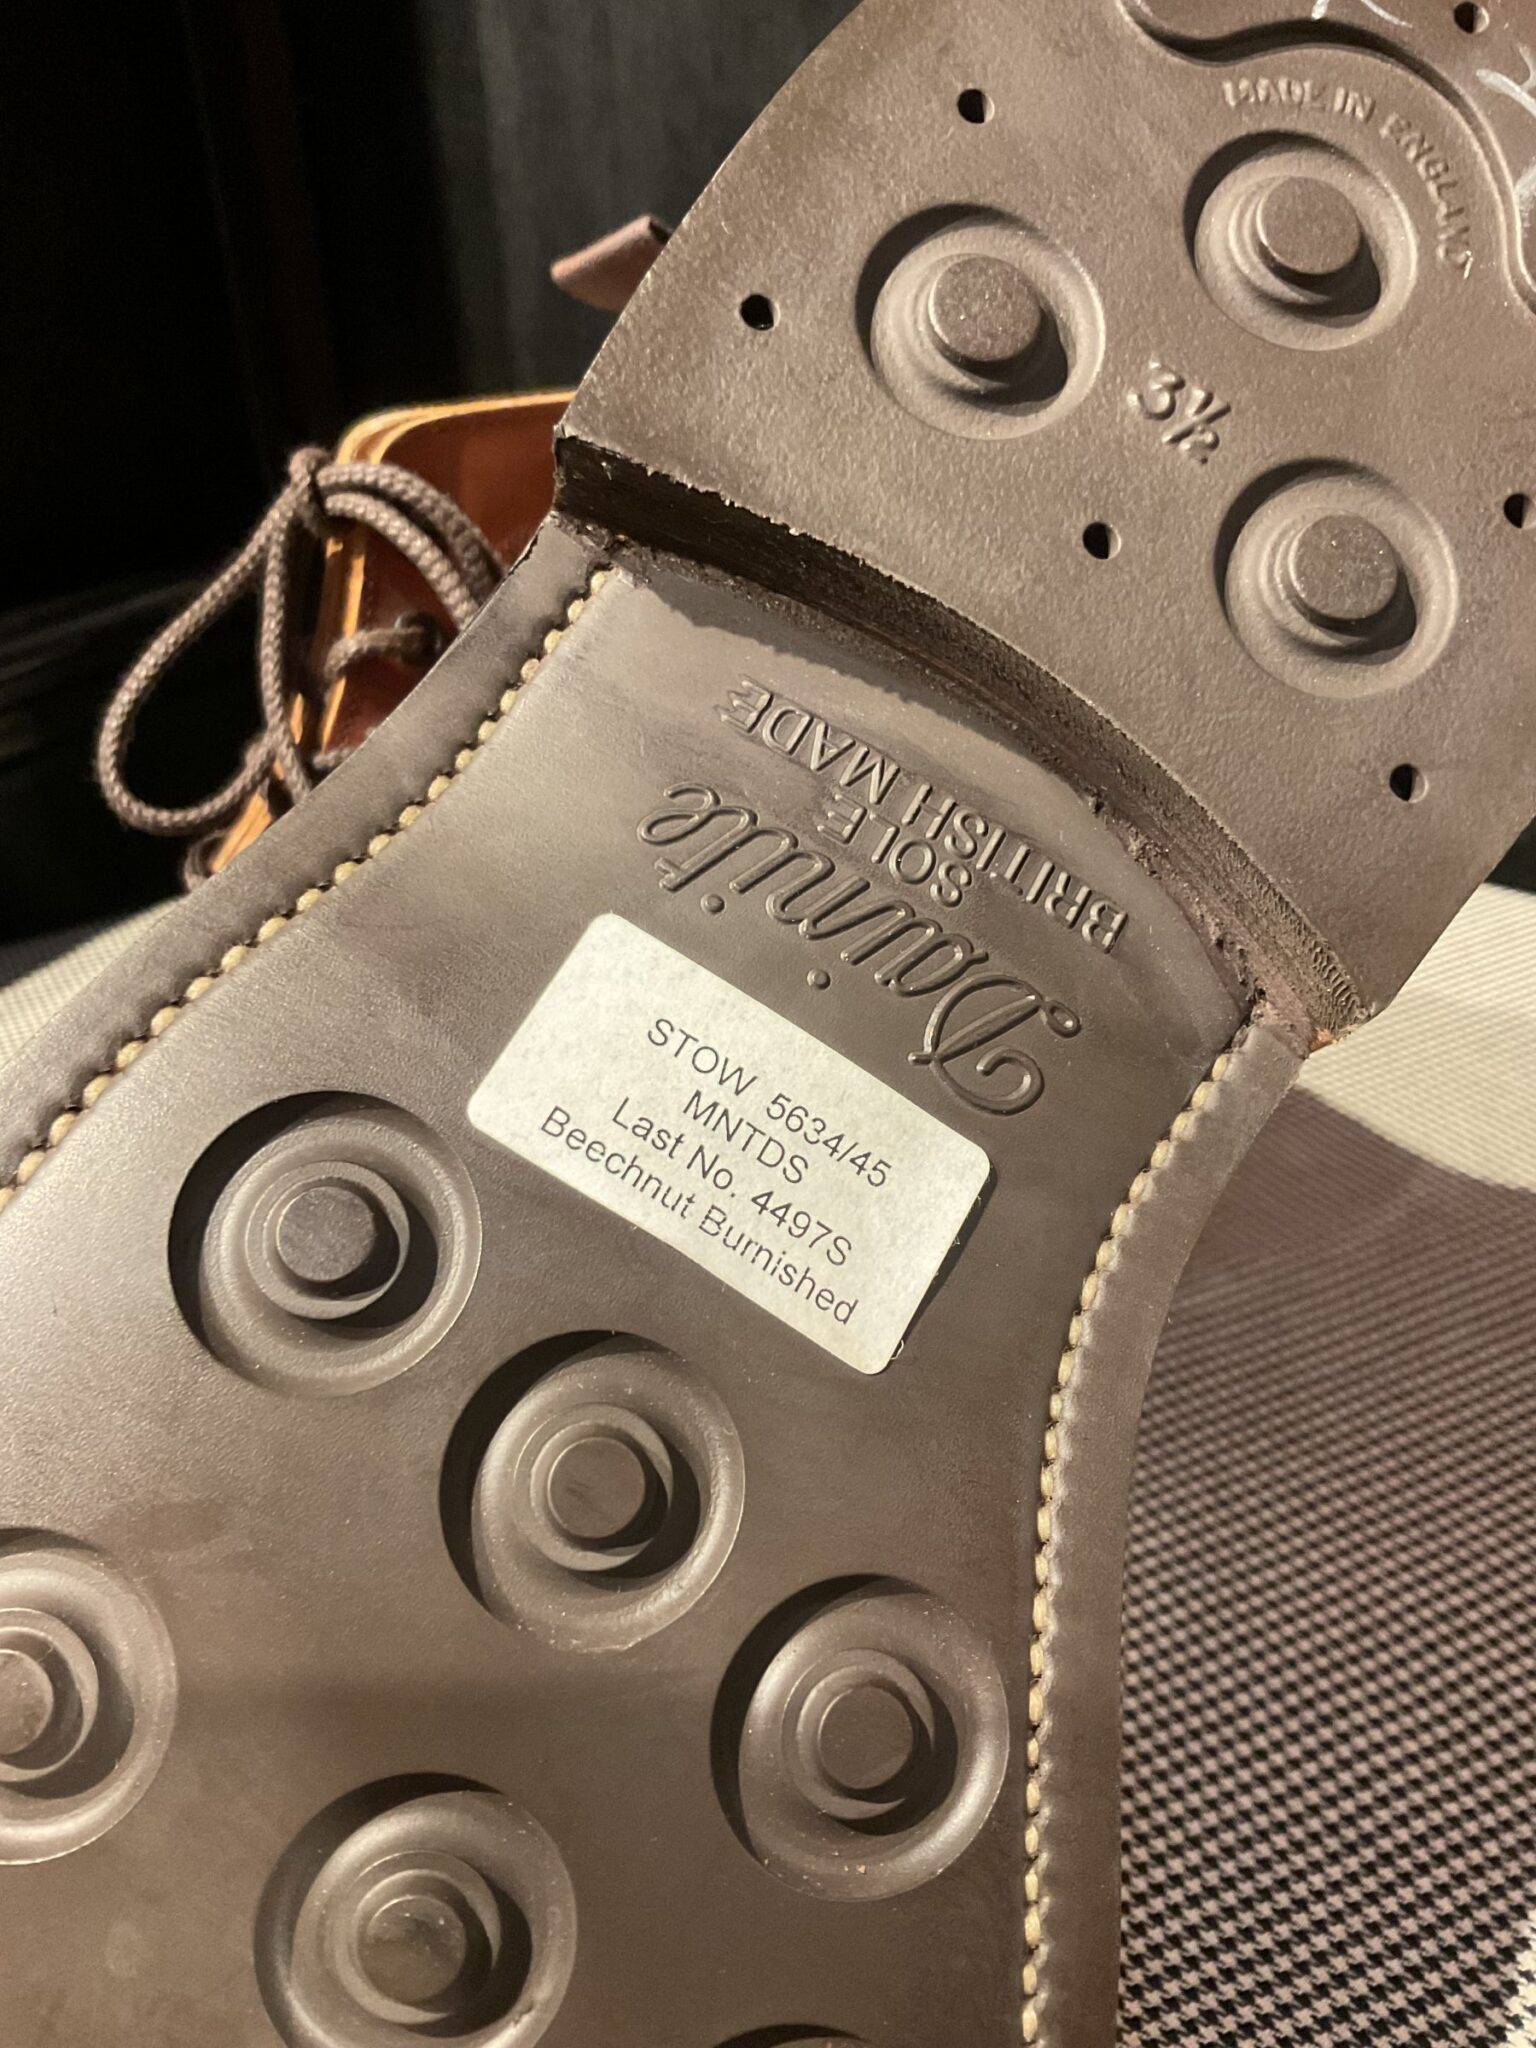 MADE IN ENGLAND
3½
Dainite
SOLE
BRITISH MADE
STOW 5634/45
MNTDS
Last No. 4497S
Beechnut Burnished